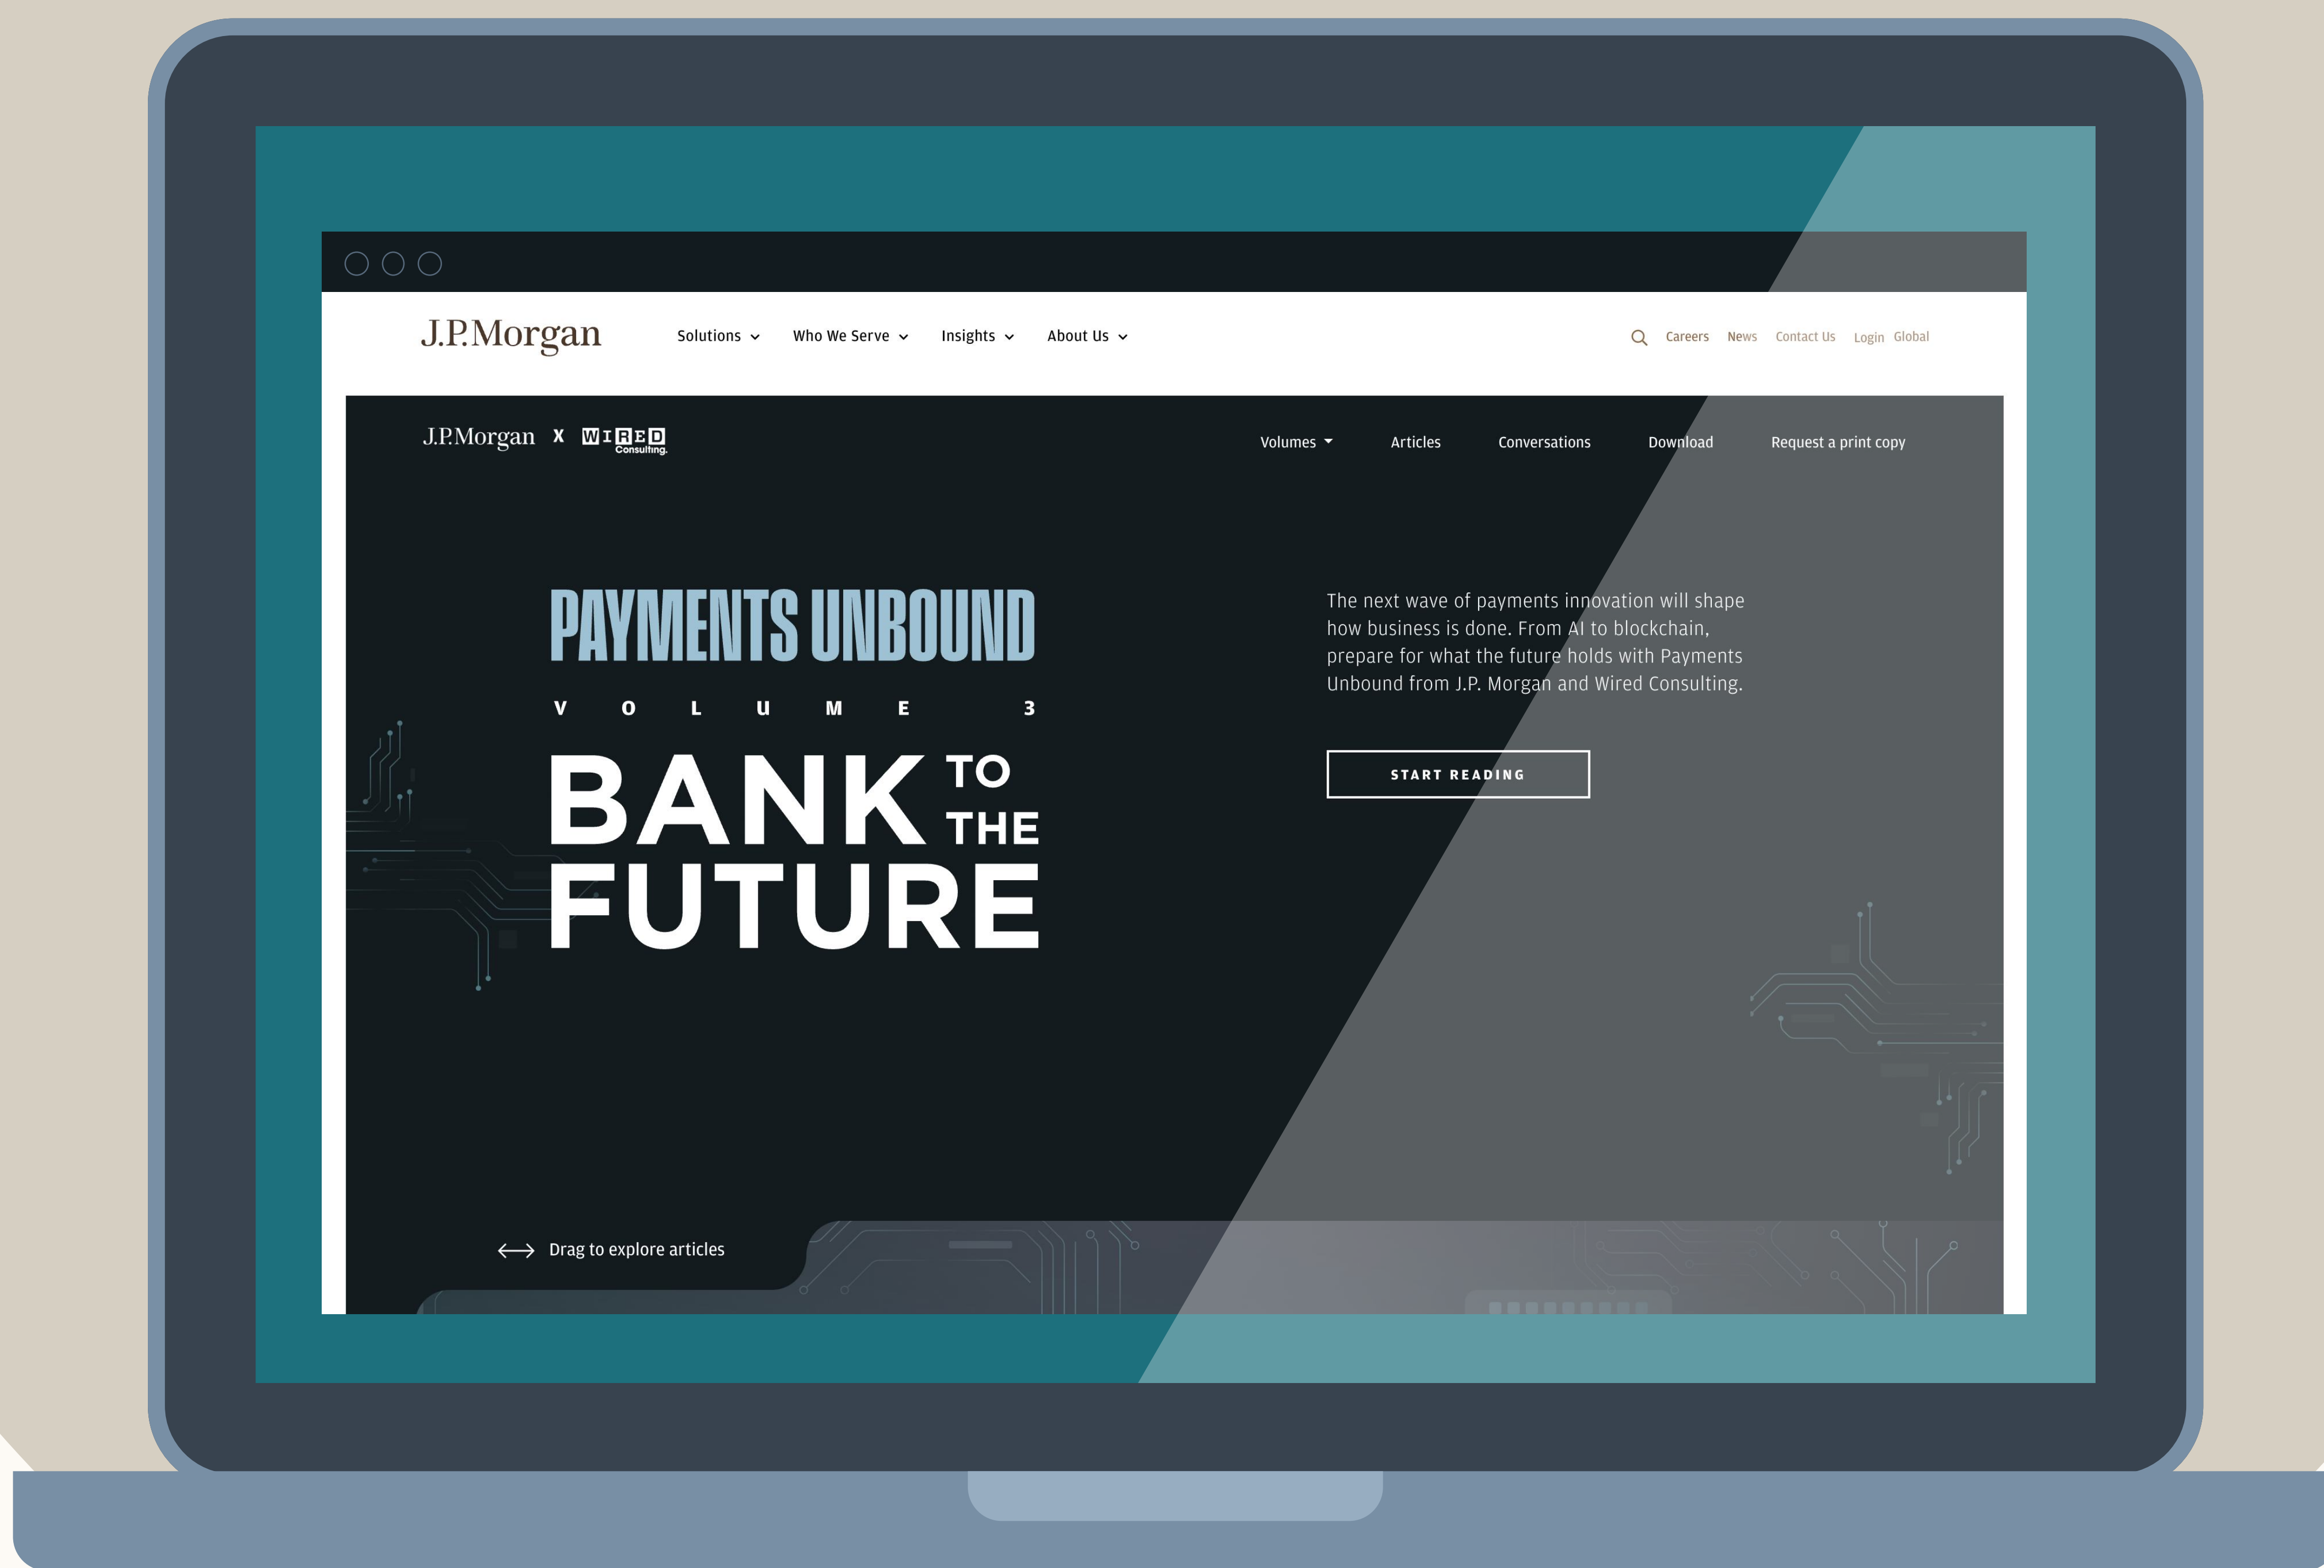 J.P.Morgan Solutions Who We Serve Insights About Us Careers News Contact Us Login Global
J.P.Morgan X WIRED Consulting. Volumes Articles Conversations Download Request a print copy
PAYMENTS UNBOUND
VOLUME 3
BANK TO THE
FUTURE
The next wave of payments innovation will shape
how business is done. From AI to blockchain,
prepare for what the future holds with Payments
Unbound from J.P. Morgan and Wired Consulting.
START READING
Drag to explore articles